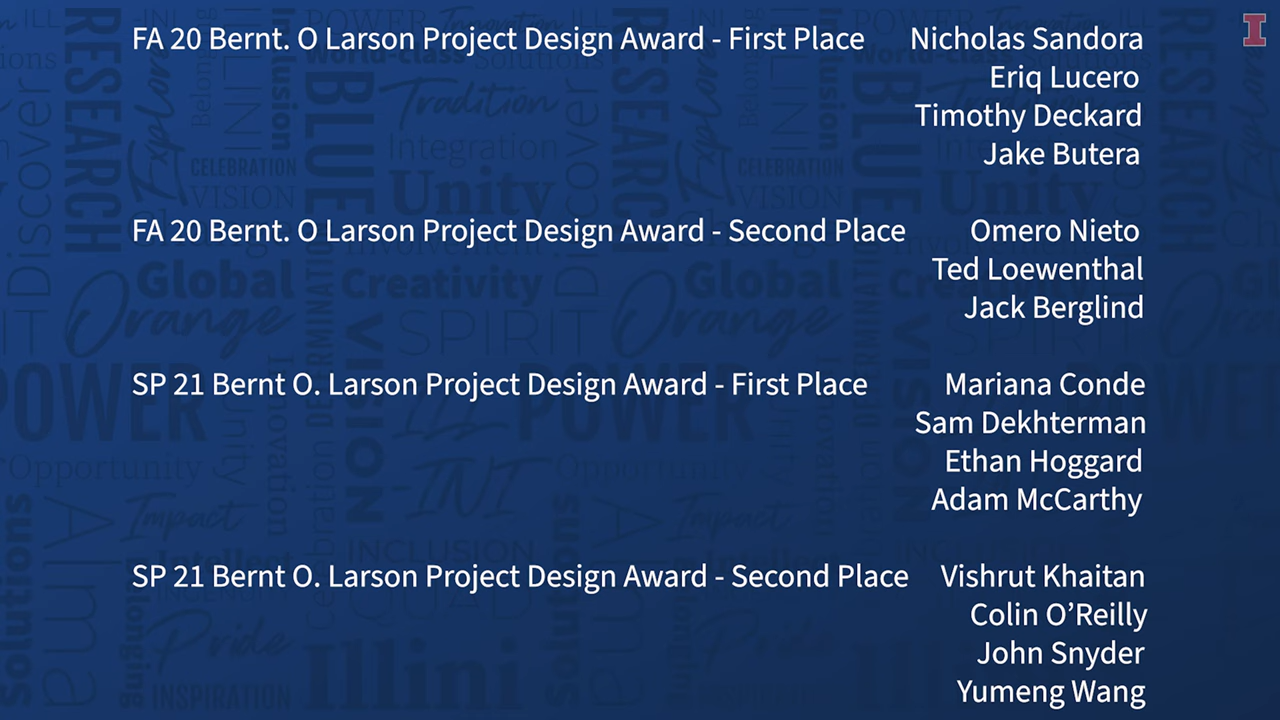 FA 20 Bernt. O Larson Project Design Award - First Place Nicholas Sandora
Eriq Lucero
Timothy Deckard
Jake Butera
FA 20 Bernt. O Larson Project Design Award - Second Place Omero Nieto
Ted Loewenthal
Jack Berglind
SP 21 Bernt O. Larson Project Design Award - First Place Mariana Conde
Sam Dekhterman
Ethan Hoggard
Adam McCarthy
SP 21 Bernt O. Larson Project Design Award - Second Place Vishrut Khaitan
Colin O’Reilly
John Snyder
Yumeng Wang